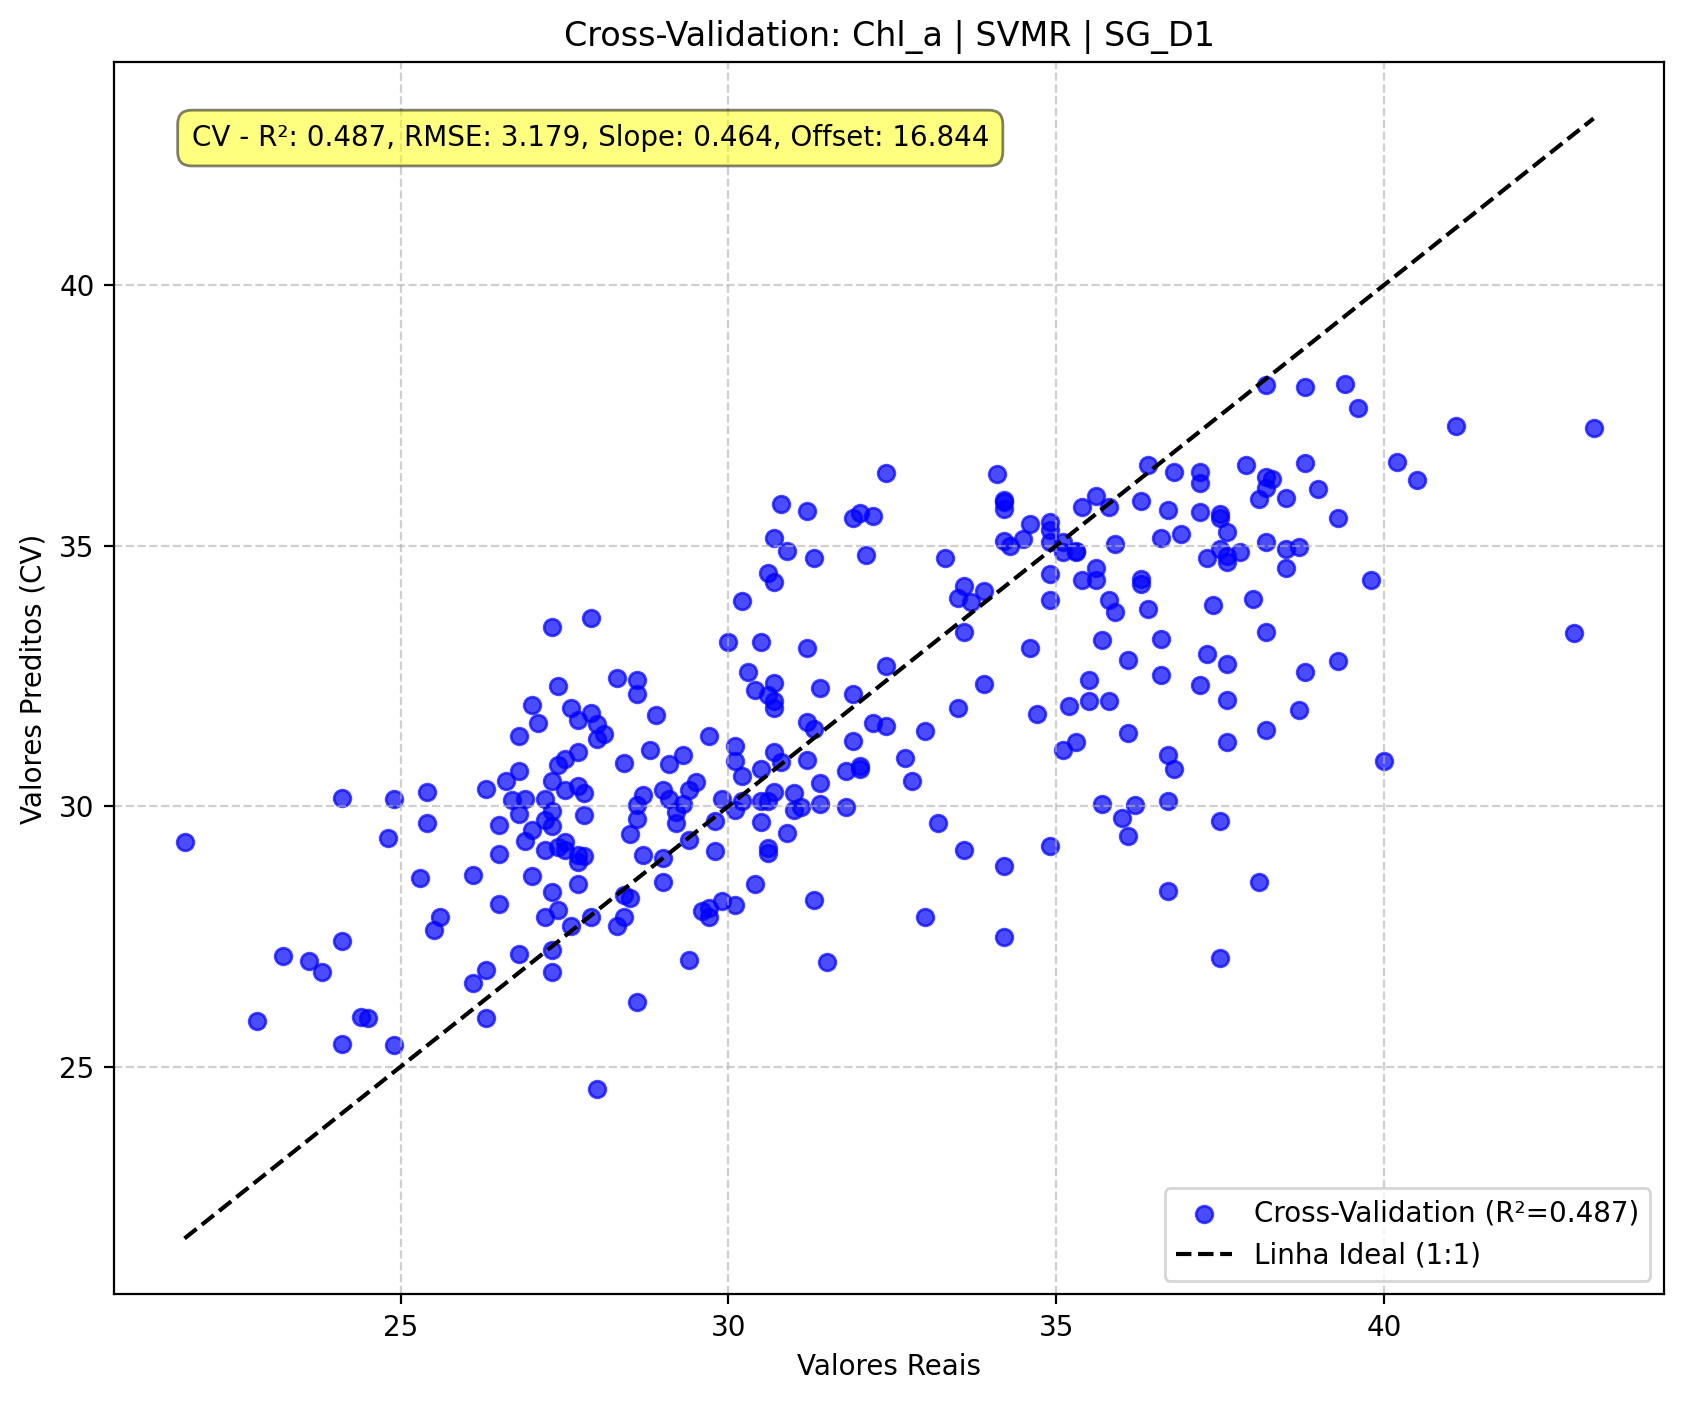 Cross-Validation: Chl_a | SVMR | SG_D1
CV - R²: 0.487, RMSE: 3.179, Slope: 0.464, Offset: 16.844
Valores Preditos (CV)
40
35
30
25
Cross-Validation (R²=0.487)
Linha Ideal (1:1)
25 30 35 40
Valores Reais